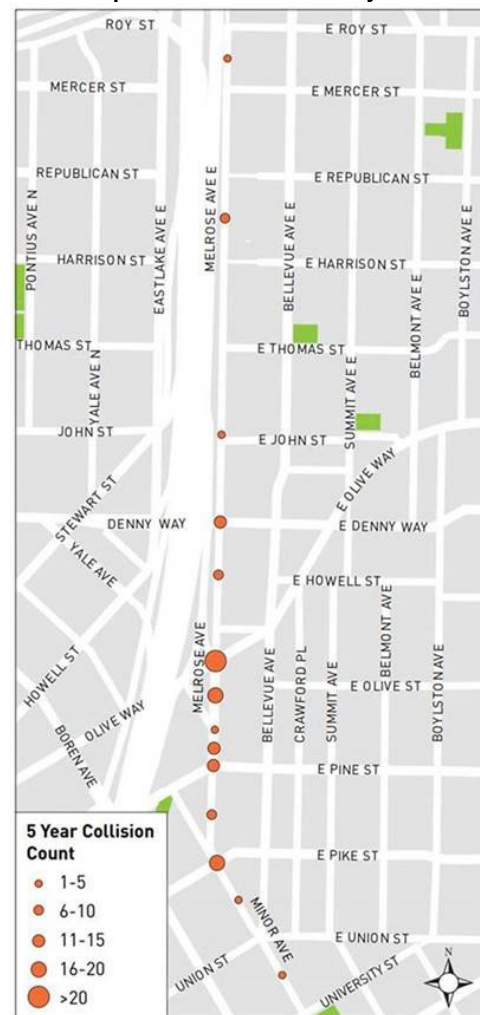 ROY ST
E ROY ST
MERCER ST
E MERCER ST
REPUBLICAN ST
E REPUBLICAN ST
PONTIUS AVE N
EASTLAKE AVE E
MELROSE AVE E
BELLEVUE AVE E
BOYLSTON AVE E
HARRISON ST
E HARRISON ST
BELMONT AVE E
THOMAS ST
E THOMAS ST
YALE AVE N
SUMMIT AVE E
JOHN ST
E JOHN ST
E OLIVE WAY
STEWART ST
DENNY WAY
E DENNY WAY
YALE AVE
E HOWELL ST
BELMONT AVE
HOWELL ST
MELROSE AVE
BELLEVUE AVE
CRAWFORD PL
SUMMIT AVE
BOYLSTON AVE
E OLIVE ST
OLIVE WAY
BOREN AVE
E PINE ST
5 Year Collision
Count
1-5
6-10
11-15
16-20
>20
E PIKE ST
MINOR AVE
E UNION ST
UNION ST
UNIVERSITY ST
N